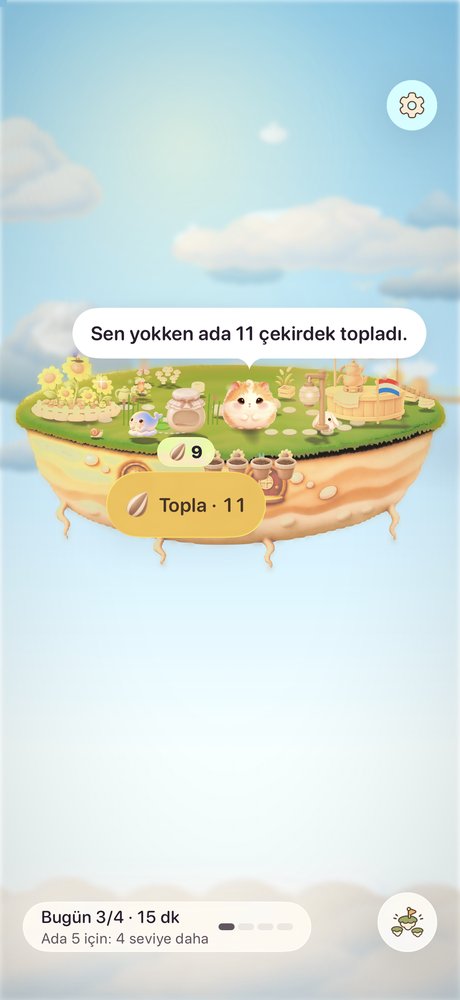 Sen yokken ada 11 çekirdek topladı.
9
Topla · 11
Bugün 3/4 · 15 dk
Ada 5 için: 4 seviye daha